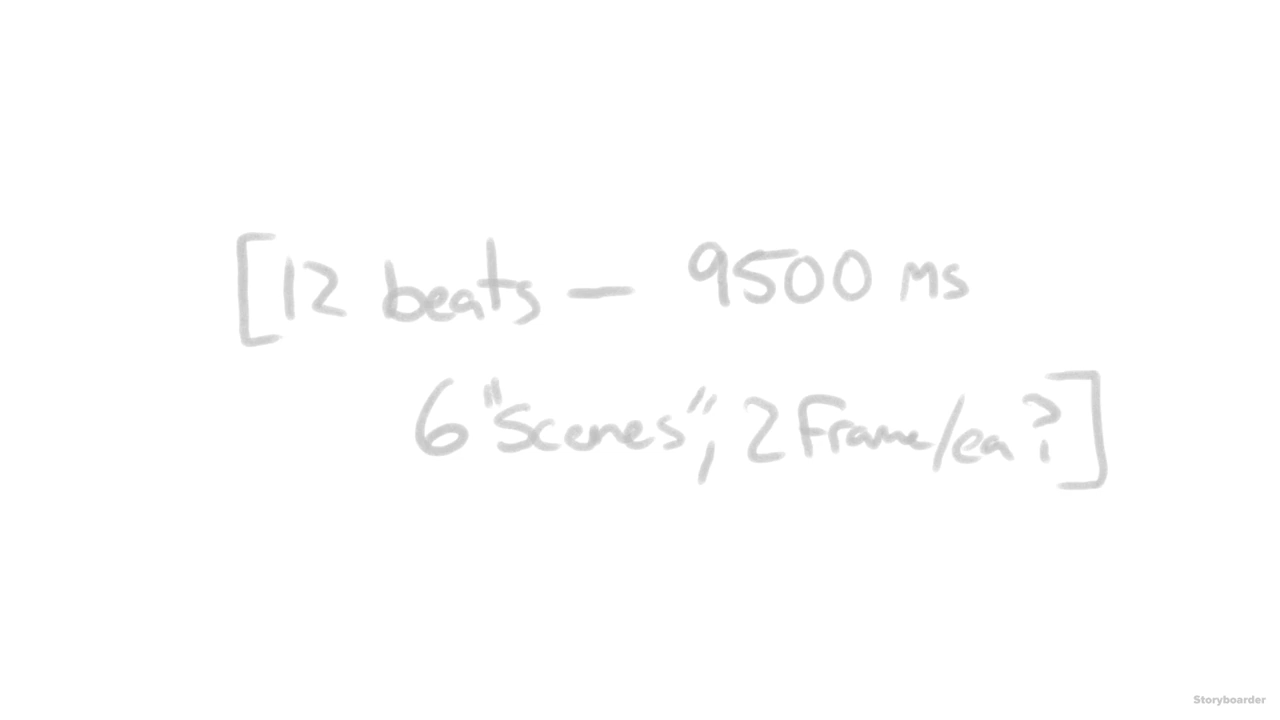 [12 beats — 9500 ms
6 "Scenes", 2 Frame/ea?]
Storyboarder